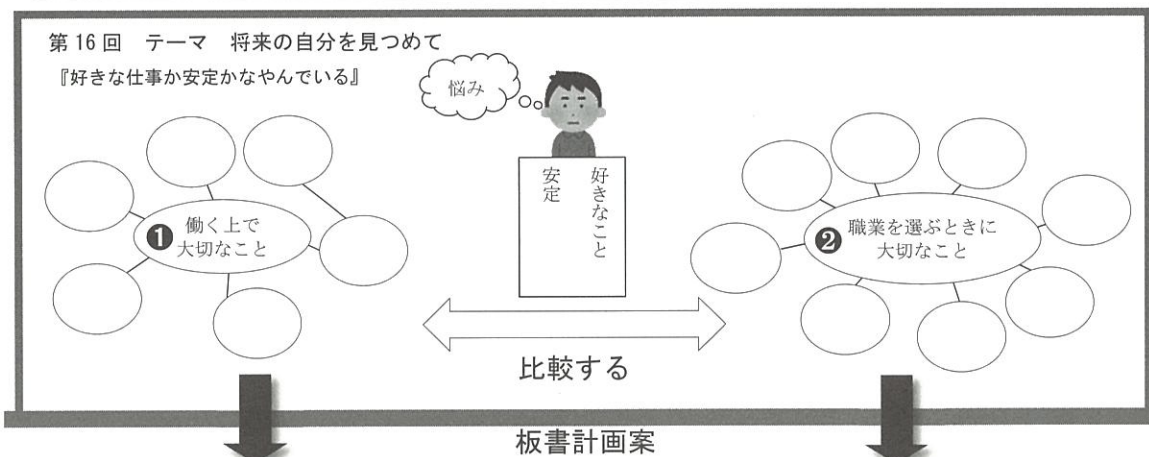 第16回 テーマ 将来の自分を見つめて
『好きな仕事か安定かなやんでいる』
悩み
好きなこと
安定
❶ 働く上で
大切なこと
❷ 職業を選ぶときに
大切なこと
比較する
板書計画案